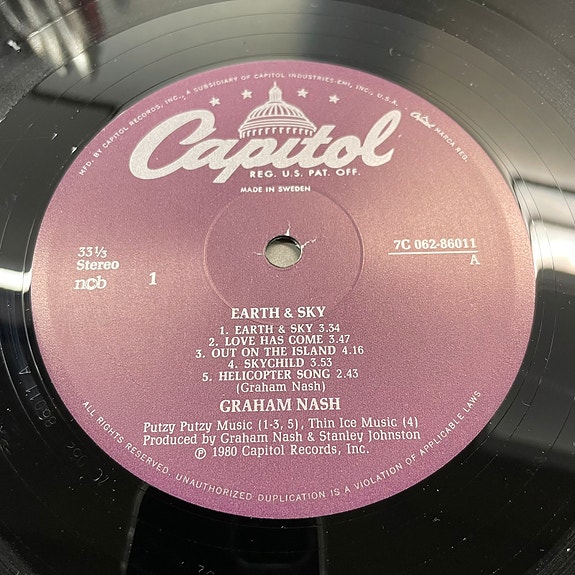 MFD. BY CAPITOL RECORDS, INC., A SUBSIDIARY OF CAPITOL INDUSTRIES-EMI, INC., U.S.A.
Capitol MARCA REG.
Capitol
REG. U.S. PAT. OFF.
MADE IN SWEDEN
33⅓
Stereo
ncb
1
7C 062-86011
A
EARTH & SKY
1. EARTH & SKY 3.34
2. LOVE HAS COME 3.47
3. OUT ON THE ISLAND 4.16
4. SKYCHILD 3.53
5. HELICOPTER SONG 2.43
(Graham Nash)
GRAHAM NASH
Putzy Putzy Music (1-3, 5), Thin Ice Music (4)
Produced by Graham Nash & Stanley Johnston
℗ 1980 Capitol Records, Inc.
ALL RIGHTS RESERVED. UNAUTHORIZED DUPLICATION IS A VIOLATION OF APPLICABLE LAWS